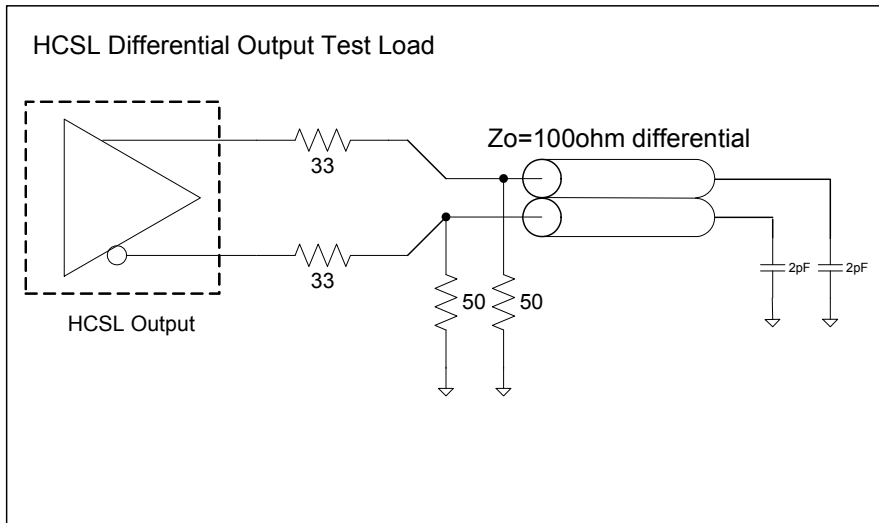 HCSL Differential Output Test Load
Zo=100ohm differential
33
33
50
50
2pF
2pF
HCSL Output